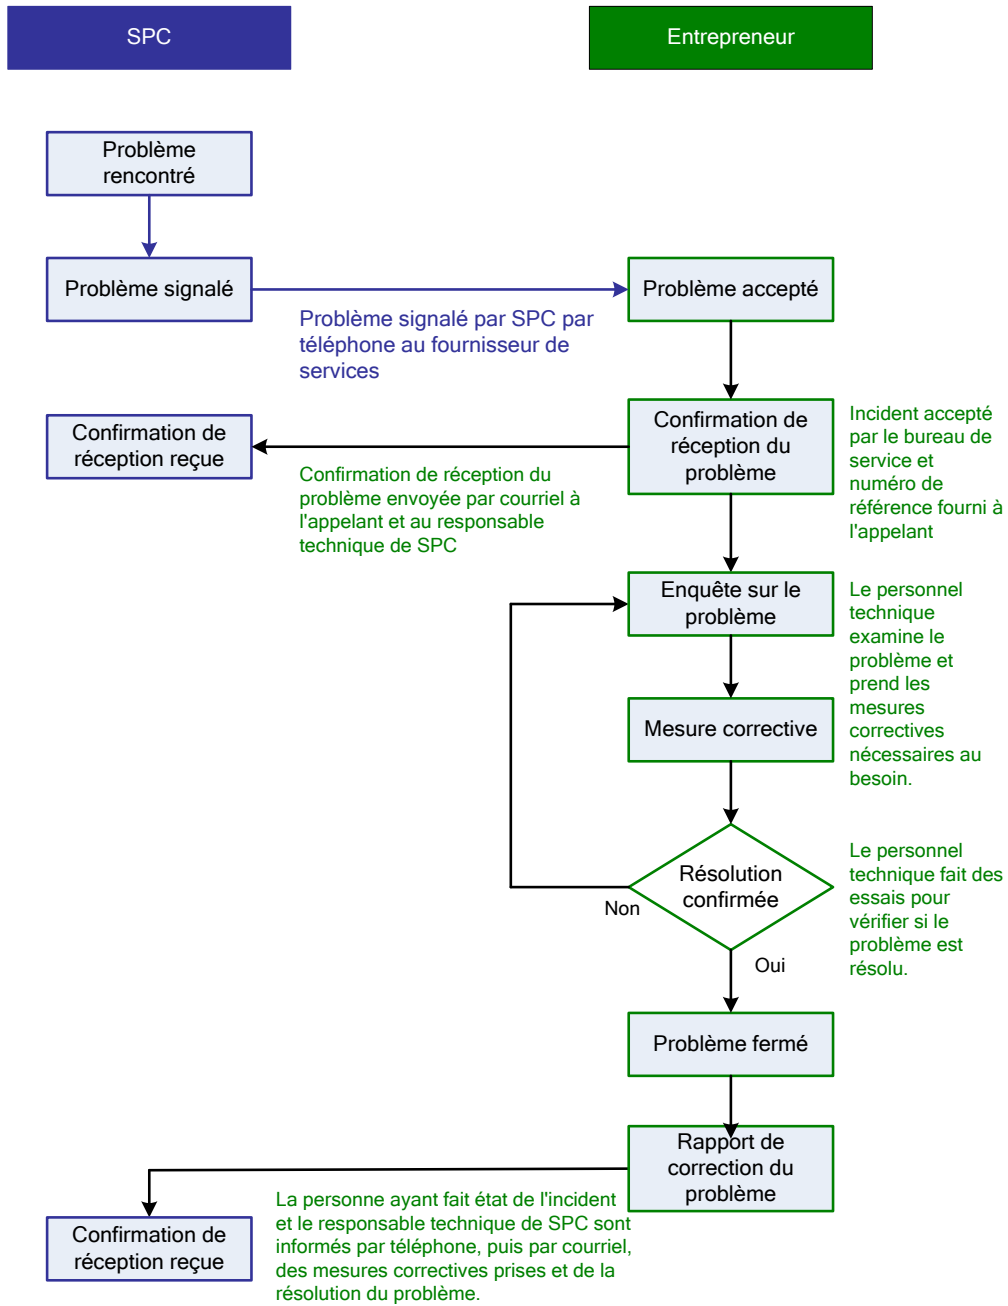 SPC
Entrepreneur
Problème
rencontré
Problème signalé
Problème accepté
Problème signalé par SPC par
téléphone au fournisseur de
services
Confirmation de
réception reçue
Confirmation de
réception du
problème
Incident accepté
par le bureau de
service et
numéro de
référence fourni à
l'appelant
Confirmation de réception du
problème envoyée par courriel à
l'appelant et au responsable
technique de SPC
Enquête sur le
problème
Le personnel
technique
examine le
problème et
prend les
mesures
correctives
nécessaires au
besoin.
Mesure corrective
Résolution
confirmée
Le personnel
technique fait des
essais pour
vérifier si le
problème est
résolu.
Non
Oui
Problème fermé
Rapport de
correction du
problème
La personne ayant fait état de l'incident
et le responsable technique de SPC sont
informés par téléphone, puis par courriel,
des mesures correctives prises et de la
résolution du problème.
Confirmation de
réception reçue